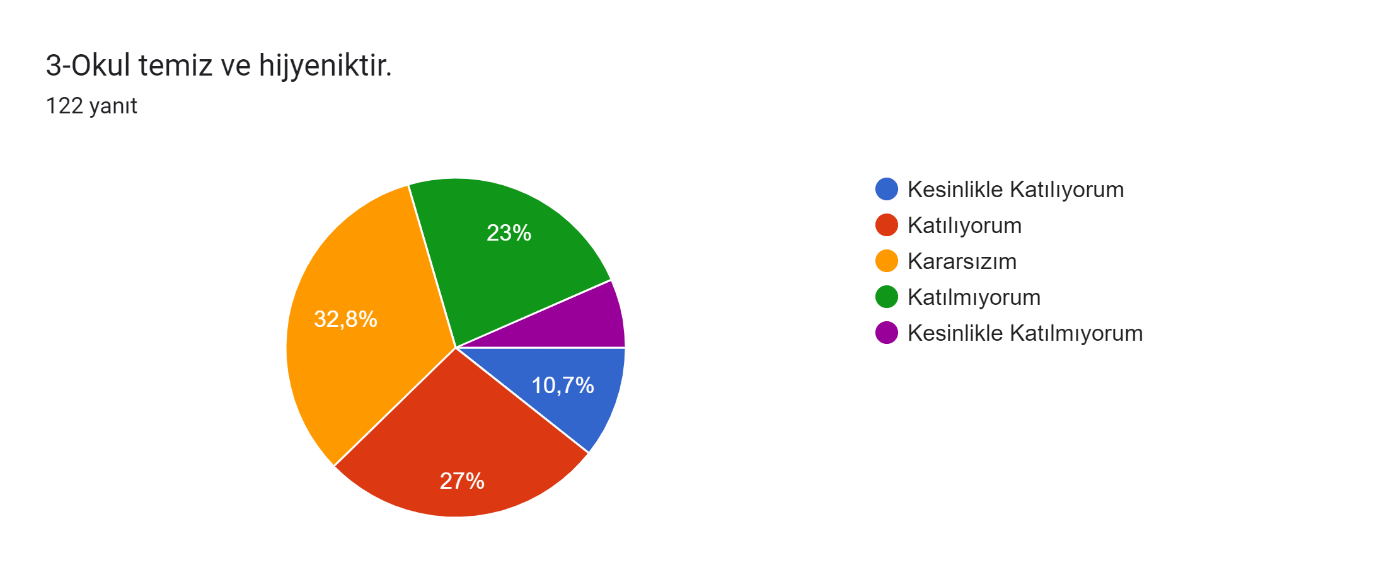 3-Okul temiz ve hijyeniktir.
122 yanıt
Kesinlikle Katılıyorum
Katılıyorum
Kararsızım
Katılmıyorum
Kesinlikle Katılmıyorum
23%
32,8%
10,7%
27%